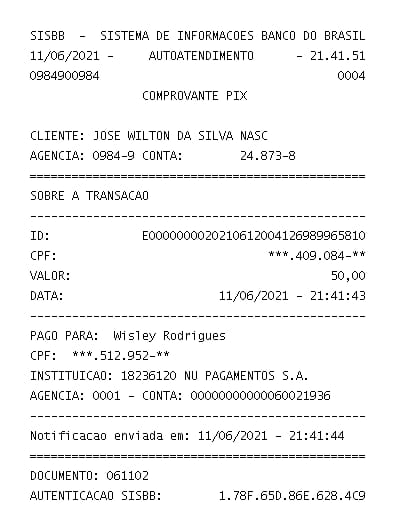 SISBB - SISTEMA DE INFORMACOES BANCO DO BRASIL
11/06/2021 - AUTOATENDIMENTO - 21.41.51
0984900984 0004
COMPROVANTE PIX
CLIENTE: JOSE WILTON DA SILVA NASC
AGENCIA: 0984-9 CONTA: 24.873-8
================================================
SOBRE A TRANSACAO
------------------------------------------------
ID: E0000000020210612004126989965810
CPF: ***.409.084-**
VALOR: 50,00
DATA: 11/06/2021 - 21:41:43
------------------------------------------------
PAGO PARA: Wisley Rodrigues
CPF: ***.512.952-**
INSTITUICAO: 18236120 NU PAGAMENTOS S.A.
AGENCIA: 0001 - CONTA: 00000000000060021936
------------------------------------------------
Notificacao enviada em: 11/06/2021 - 21:41:44
================================================
DOCUMENTO: 061102
AUTENTICACAO SISBB: 1.78F.65D.86E.628.4C9